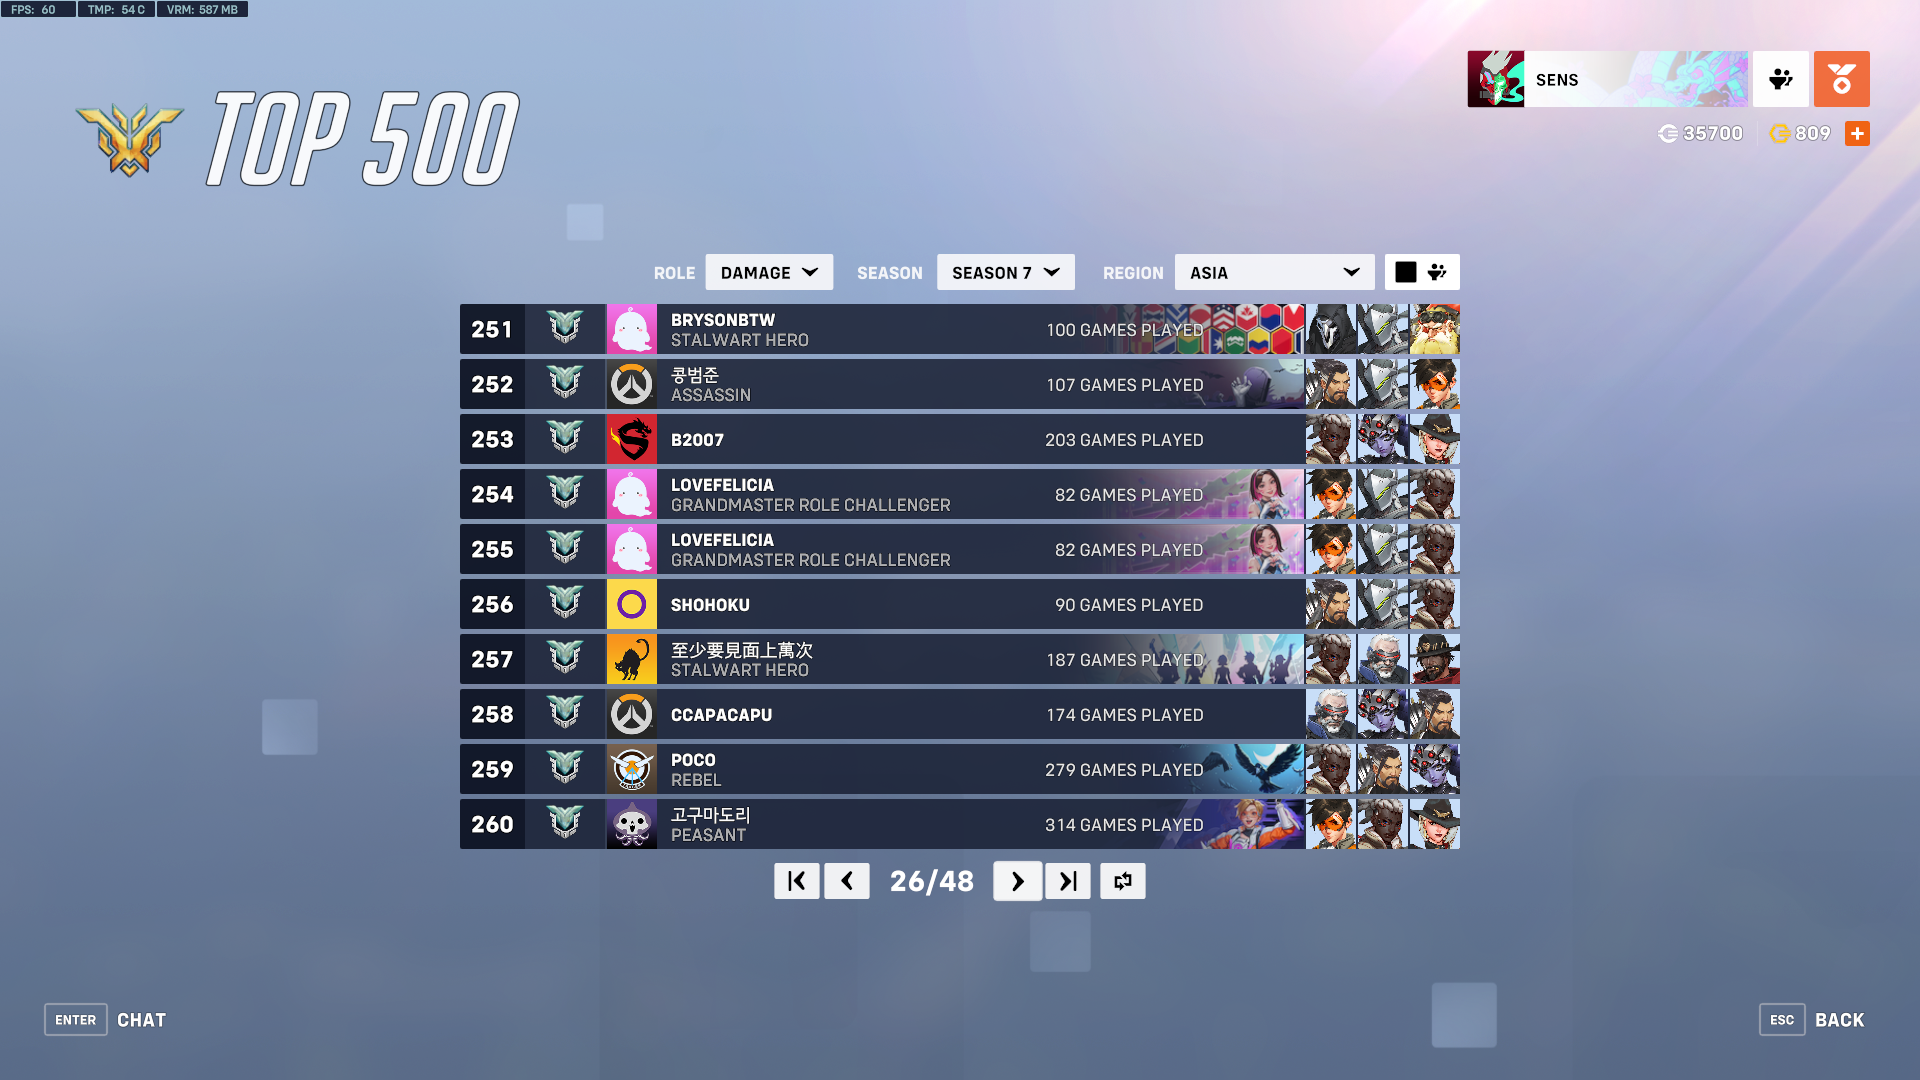 FPS: 60 TMP: 54 C VRM: 587 MB
TOP 500
SENS
35700 809
ROLE DAMAGE SEASON SEASON 7 REGION ASIA
251 BRYSONBTW 100 GAMES PLAYED
STALWART HERO
252 콩범준 107 GAMES PLAYED
ASSASSIN
253 B2007 203 GAMES PLAYED
254 LOVEFELICIA 82 GAMES PLAYED
GRANDMASTER ROLE CHALLENGER
255 LOVEFELICIA 82 GAMES PLAYED
GRANDMASTER ROLE CHALLENGER
256 SHOHOKU 90 GAMES PLAYED
257 至少要見面上萬次 187 GAMES PLAYED
STALWART HERO
258 CCAPACAPU 174 GAMES PLAYED
259 POCO 279 GAMES PLAYED
REBEL
260 고구마도리 314 GAMES PLAYED
PEASANT
26/48
ENTER CHAT
ESC BACK